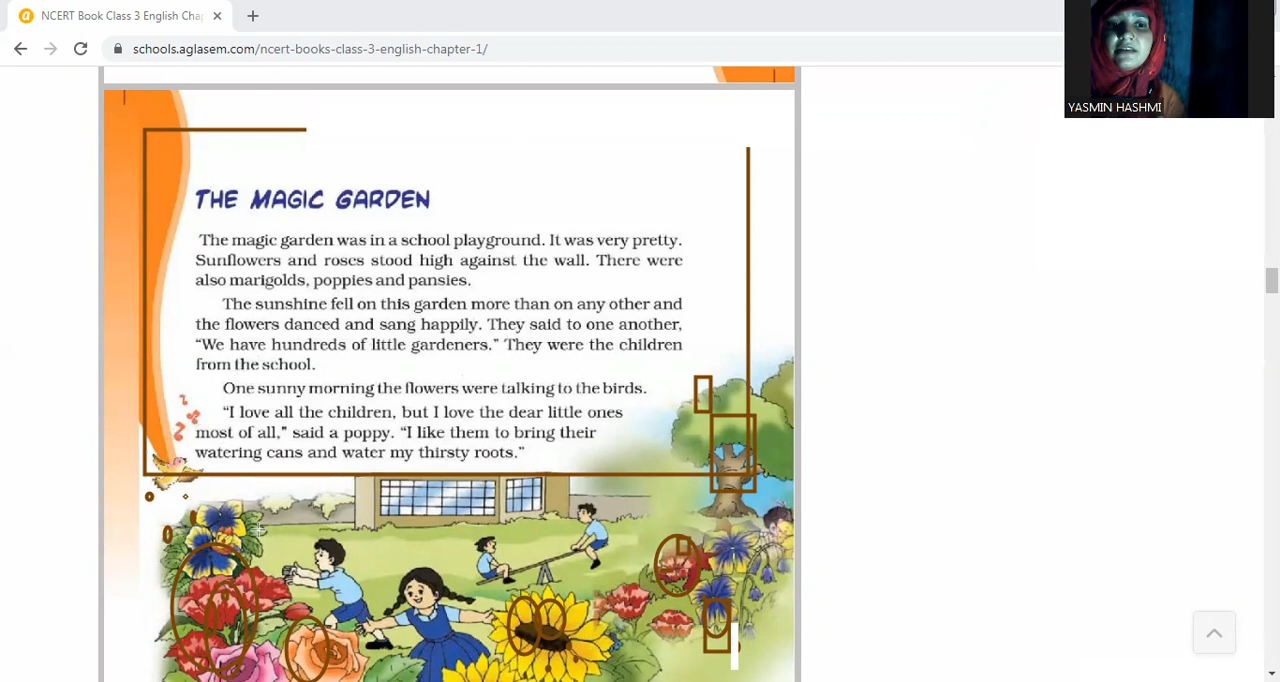 NCERT Book Class 3 English Cha
schools.aglasem.com/ncert-books-class-3-english-chapter-1/
YASMIN HASHMI
THE MAGIC GARDEN
The magic garden was in a school playground. It was very pretty.
Sunflowers and roses stood high against the wall. There were
also marigolds, poppies and pansies.
The sunshine fell on this garden more than on any other and
the flowers danced and sang happily. They said to one another,
“We have hundreds of little gardeners.” They were the children
from the school.
One sunny morning the flowers were talking to the birds.
“I love all the children, but I love the dear little ones
most of all,” said a poppy. “I like them to bring their
watering cans and water my thirsty roots.”